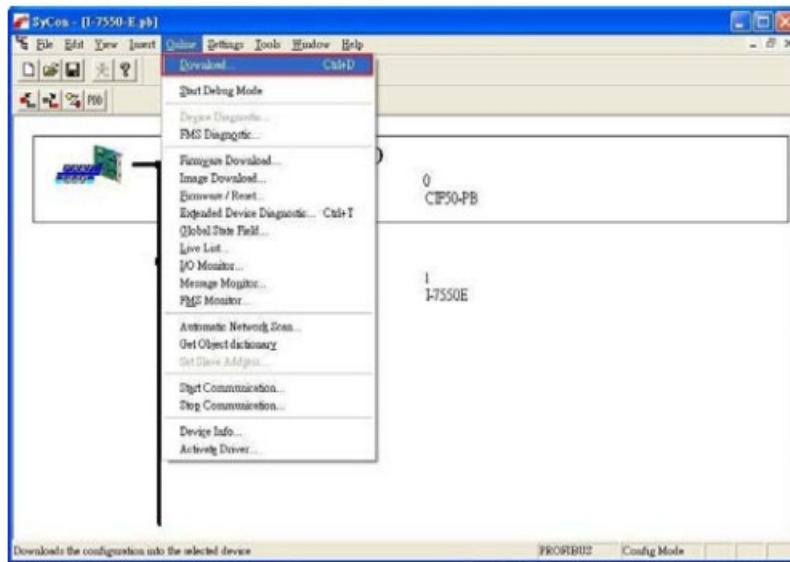 SyCon - [I-7550-E.pb]
File Edit View Insert Online Settings Tools Window Help
Download... Ctrl+D
Start Debug Mode
Device Diagnostic...
FMS Diagnostic...
Firmware Download...
Image Download...
Firmware / Reset...
Extended Device Diagnostic... Ctrl+T
Global State Field...
Live List...
I/O Monitor...
Message Monitor...
FMS Monitor...
Automatic Network Scan...
Get Object dictionary
Set Slave Address...
Start Communication...
Stop Communication...
Device Info...
Activate Driver...
0
CIF50-PB
1
I-7550E
Downloads the configuration into the selected device PROFIBUS Config Mode